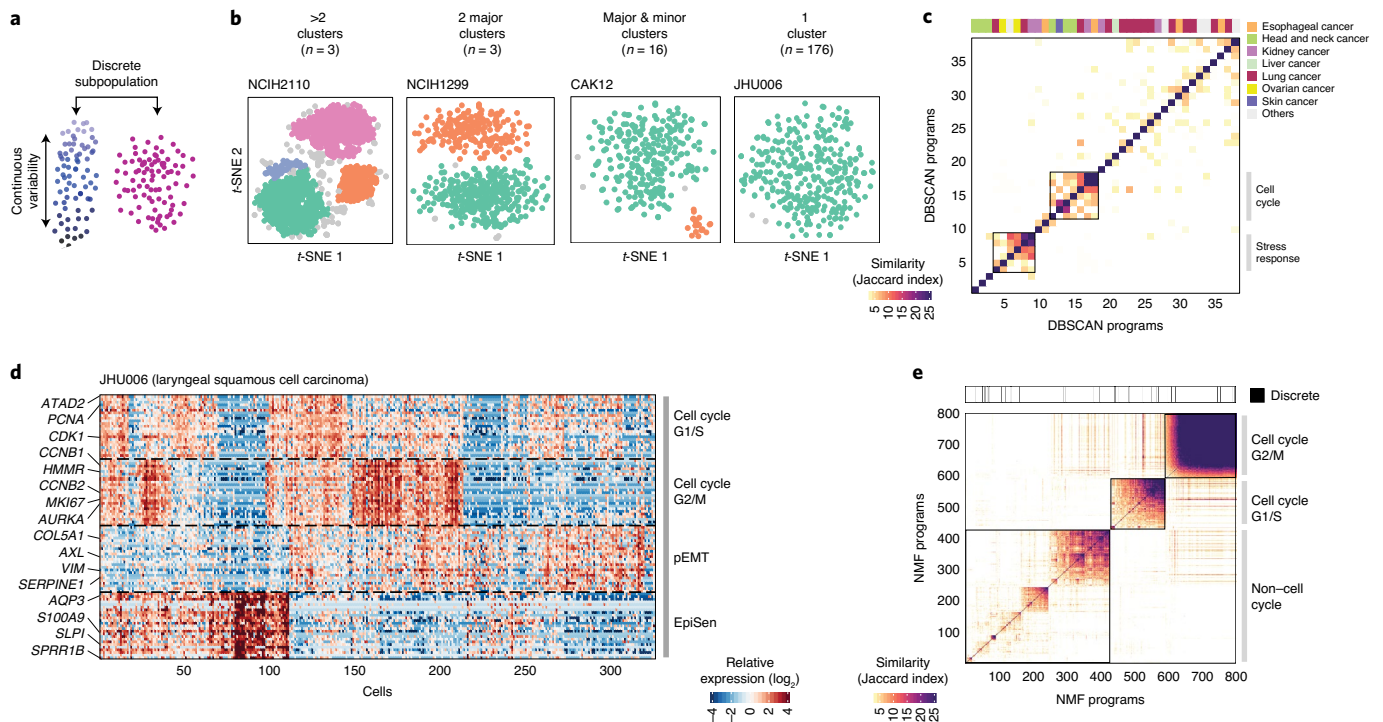 a
Discrete
subpopulation
Continuous
variability
b
>2
clusters
(n = 3)
2 major
clusters
(n = 3)
Major & minor
clusters
(n = 16)
1
cluster
(n = 176)
NCIH2110
NCIH1299
CAK12
JHU006
t-SNE 2
t-SNE 1
t-SNE 1
t-SNE 1
t-SNE 1
Similarity
(Jaccard index)
5 10 15 20 25
c
Esophageal cancer
Head and neck cancer
Kidney cancer
Liver cancer
Lung cancer
Ovarian cancer
Skin cancer
Others
DBSCAN programs
35
30
25
20
15
10
5
Cell
cycle
Stress
response
5 10 15 20 25 30 35
DBSCAN programs
d
JHU006 (laryngeal squamous cell carcinoma)
ATAD2
PCNA
CDK1
CCNB1
HMMR
CCNB2
MKI67
AURKA
COL5A1
AXL
VIM
SERPINE1
AQP3
S100A9
SLPI
SPRR1B
Cell cycle
G1/S
Cell cycle
G2/M
pEMT
EpiSen
50 100 150 200 250 300
Cells
Relative
expression (log2)
−4 −2 0 2 4
Similarity
(Jaccard index)
5 10 15 20 25
e
Discrete
NMF programs
800
700
600
500
400
300
200
100
Cell cycle
G2/M
Cell cycle
G1/S
Non–cell
cycle
100 200 300 400 500 600 700 800
NMF programs